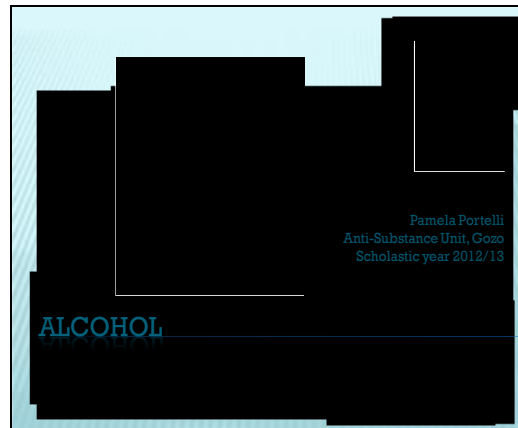 Pamela Portelli
Anti-Substance Unit, Gozo
Scholastic year 2012/13
ALCOHOL